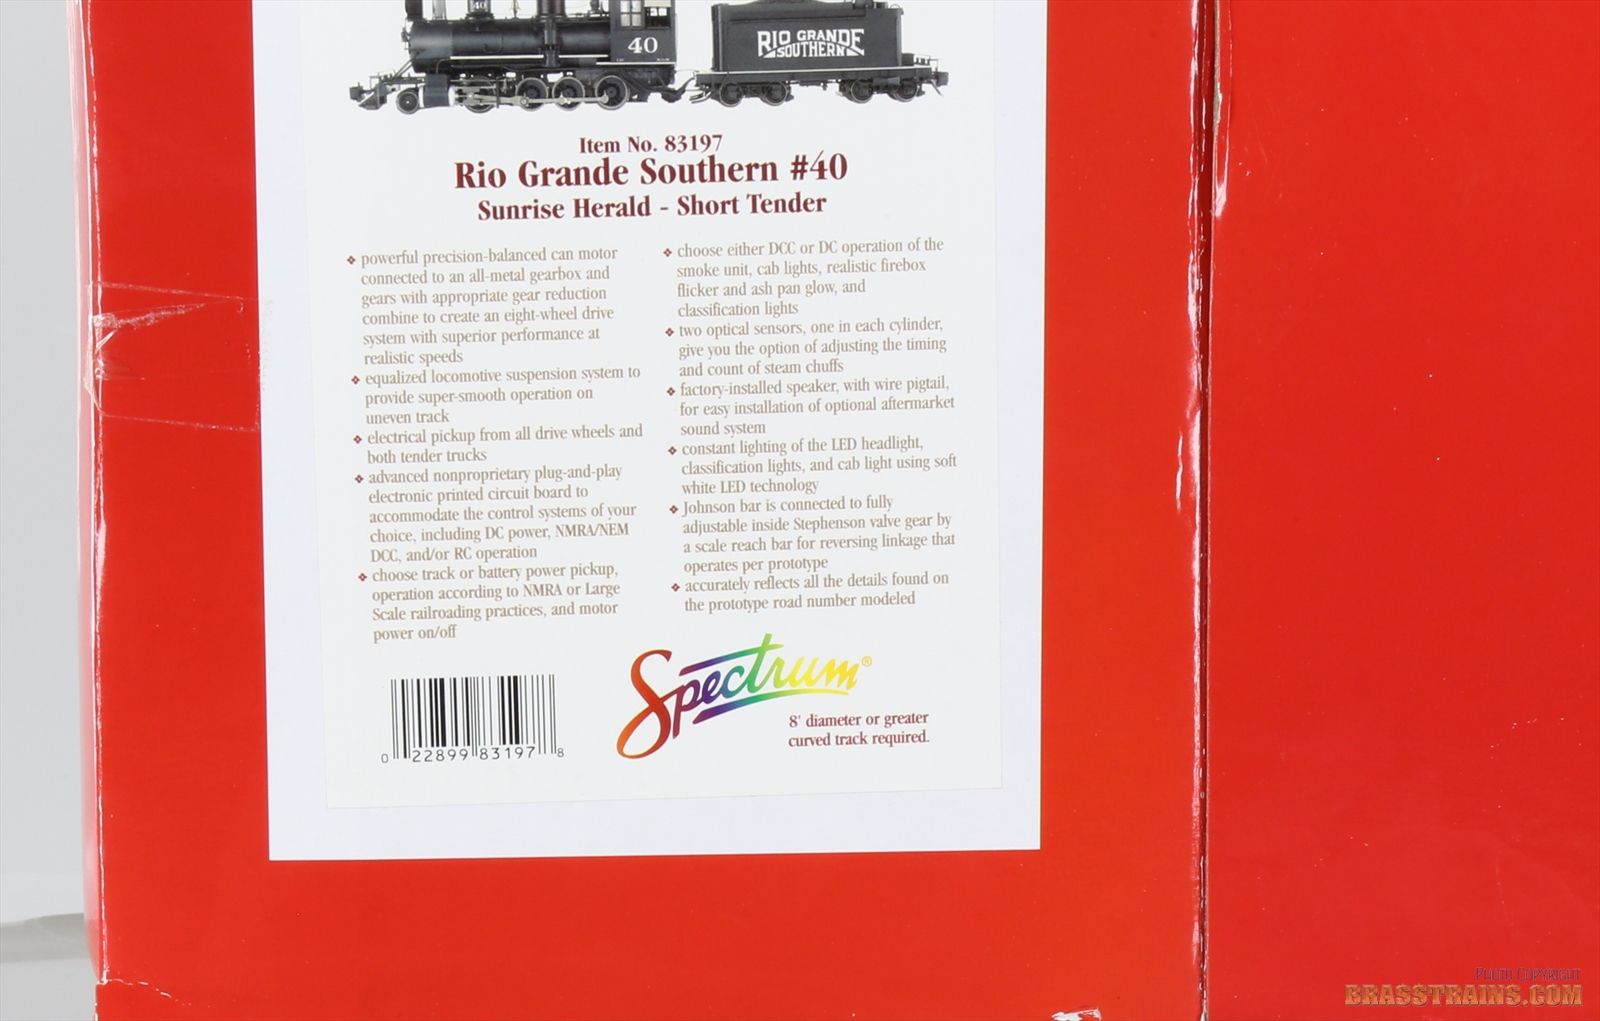 40
40
RIO GRANDE
SOUTHERN
Item No. 83197
Rio Grande Southern #40
Sunrise Herald - Short Tender
❖ powerful precision-balanced can motor
connected to an all-metal gearbox and
gears with appropriate gear reduction
combine to create an eight-wheel drive
system with superior performance at
realistic speeds
❖ equalized locomotive suspension system to
provide super-smooth operation on
uneven track
❖ electrical pickup from all drive wheels and
both tender trucks
❖ advanced nonproprietary plug-and-play
electronic printed circuit board to
accommodate the control systems of your
choice, including DC power, NMRA/NEM
DCC, and/or RC operation
❖ choose track or battery power pickup,
operation according to NMRA or Large
Scale railroading practices, and motor
power on/off
❖ choose either DCC or DC operation of the
smoke unit, cab lights, realistic firebox
flicker and ash pan glow, and
classification lights
❖ two optical sensors, one in each cylinder,
give you the option of adjusting the timing
and count of steam chuffs
❖ factory-installed speaker, with wire pigtail,
for easy installation of optional aftermarket
sound system
❖ constant lighting of the LED headlight,
classification lights, and cab light using soft
white LED technology
❖ Johnson bar is connected to fully
adjustable inside Stephenson valve gear by
a scale reach bar for reversing linkage that
operates per prototype
❖ accurately reflects all the details found on
the prototype road number modeled
Spectrum®
8' diameter or greater
curved track required.
0 22899 83197 8
PHOTO COPYRIGHT
BRASSTRAINS.COM